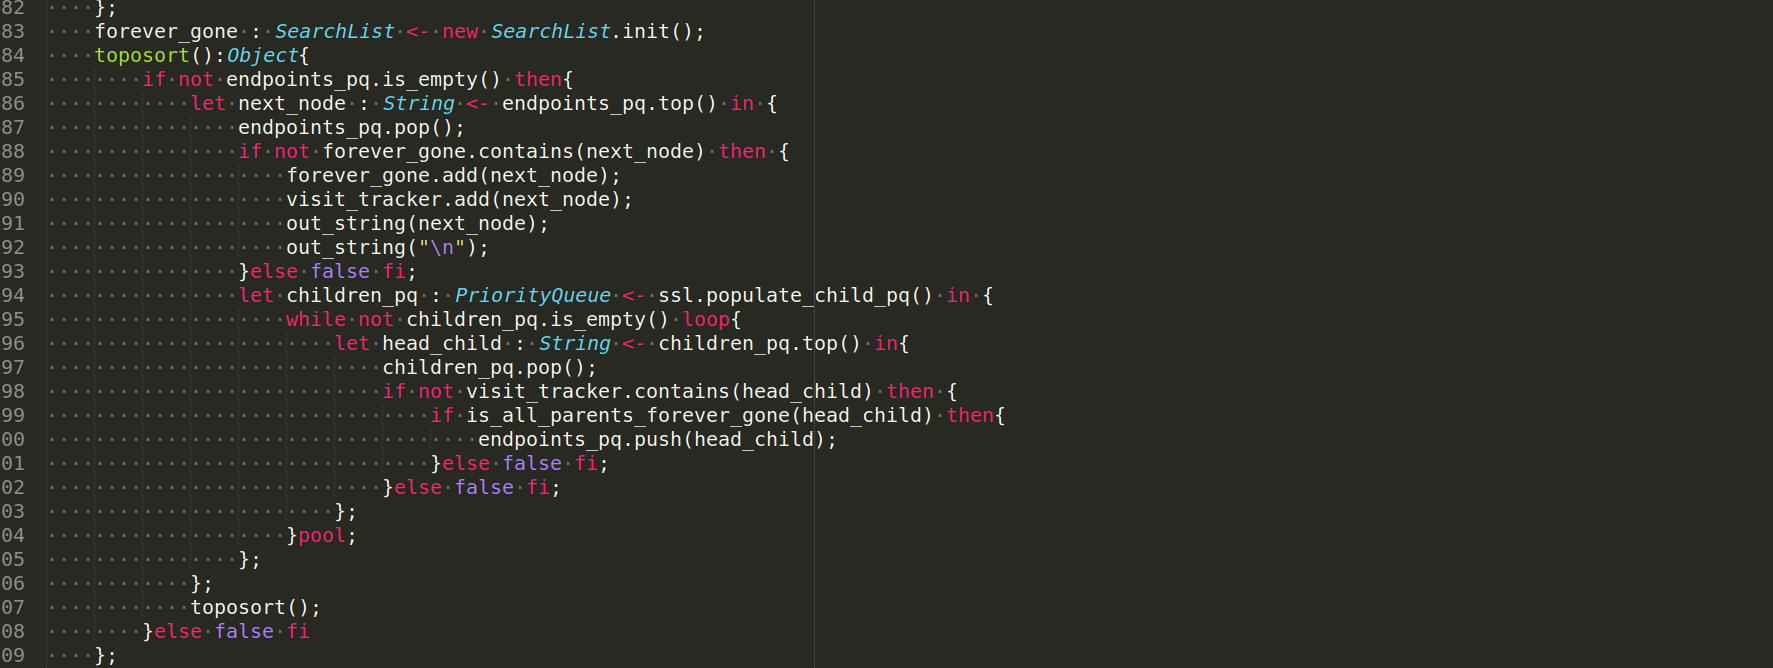 82     };
83     forever_gone : SearchList <- new SearchList.init();
84     toposort():Object{
85         if not endpoints_pq.is_empty() then{
86             let next_node : String <- endpoints_pq.top() in {
87                 endpoints_pq.pop();
88                 if not forever_gone.contains(next_node) then {
89                     forever_gone.add(next_node);
90                     visit_tracker.add(next_node);
91                     out_string(next_node);
92                     out_string("\n");
93                 }else false fi;
94                 let children_pq : PriorityQueue <- ssl.populate_child_pq() in {
95                     while not children_pq.is_empty() loop{
96                         let head_child : String <- children_pq.top() in{
97                             children_pq.pop();
98                             if not visit_tracker.contains(head_child) then {
99                                 if is_all_parents_forever_gone(head_child) then{
00                                     endpoints_pq.push(head_child);
01                                 }else false fi;
02                             }else false fi;
03                         };
04                     }pool;
05                 };
06             };
07             toposort();
08         }else false fi
09     };